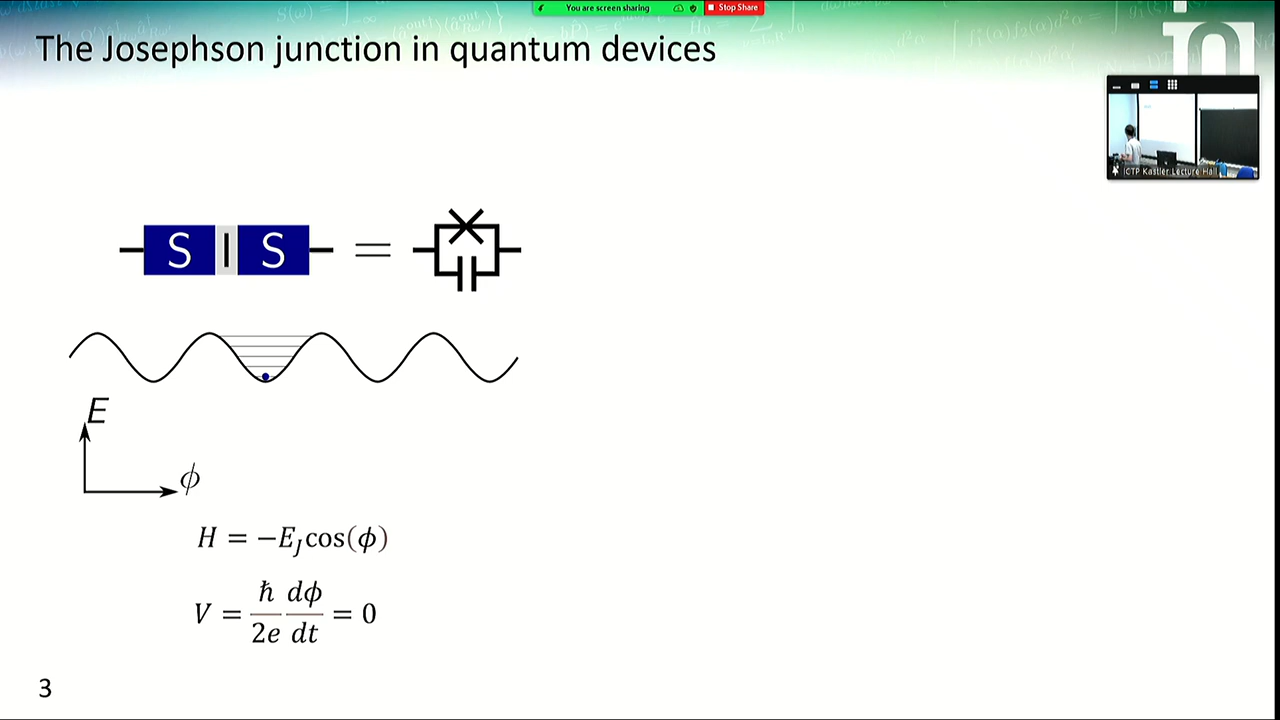 You are screen sharing
Stop Share
The Josephson junction in quantum devices
ICTP Kastler Lecture Hall
S I S =
E
ϕ
H = −E_J cos(ϕ)
V = ħ/2e dϕ/dt = 0
3